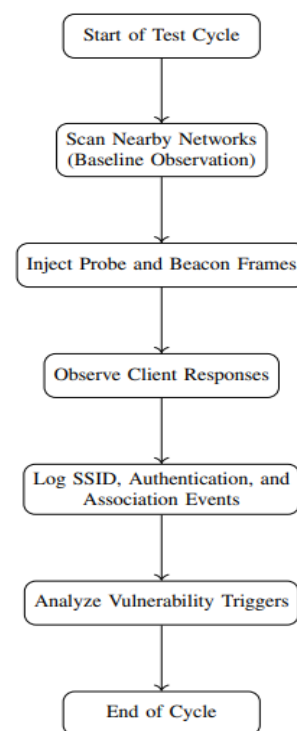 Start of Test Cycle
Scan Nearby Networks
(Baseline Observation)
Inject Probe and Beacon Frames
Observe Client Responses
Log SSID, Authentication, and
Association Events
Analyze Vulnerability Triggers
End of Cycle